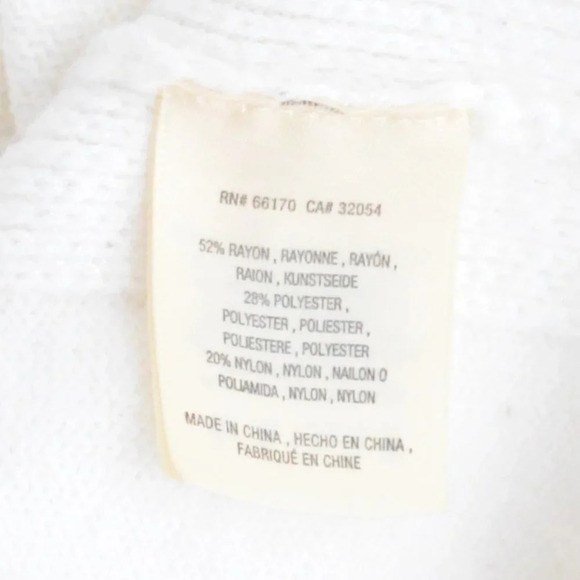 RN# 66170 CA# 32054
52% RAYON , RAYONNE , RAYÓN ,
RAION , KUNSTSEIDE
28% POLYESTER ,
POLYESTER , POLIESTER ,
POLIESTERE , POLYESTER
20% NYLON , NYLON , NAILON O
POLIAMIDA , NYLON , NYLON
MADE IN CHINA , HECHO EN CHINA ,
FABRIQUÉ EN CHINE